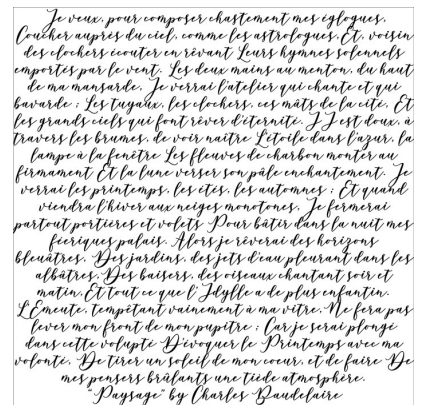 Je veux, pour composer chastement mes églogues,
Coucher auprès du ciel, comme les astrologues, Et, voisin
des clochers écouter en rêvant Leurs hymnes solennels
emportés par le vent. Les deux mains au menton, du haut
de ma mansarde, Je verrai l'atelier qui chante et qui
bavarde ; Les tuyaux, les clochers, ces mâts de la cité, Et
les grands ciels qui font rêver d'éternité. Il est doux, à
travers les brumes, de voir naître L'étoile dans l'azur, la
lampe à la fenêtre Les fleuves de charbon monter au
firmament Et la lune verser son pâle enchantement. Je
verrai les printemps, les étés, les automnes ; Et quand
viendra l'hiver aux neiges monotones, Je fermerai
partout portières et volets Pour bâtir dans la nuit mes
féeriques palais. Alors je rêverai des horizons
bleuâtres, Des jardins, des jets d'eau pleurant dans les
albâtres, Des baisers, des oiseaux chantant soir et
matin, Et tout ce que l'Idylle a de plus enfantin.
L'Émeute, tempêtant vainement à ma vitre, Ne fera pas
lever mon front de mon pupitre ; Car je serai plongé
dans cette volupté D'évoquer le Printemps avec ma
volonté, De tirer un soleil de mon coeur, et de faire De
mes pensers brûlants une tiède atmosphère.
"Paysage" by Charles Baudelaire